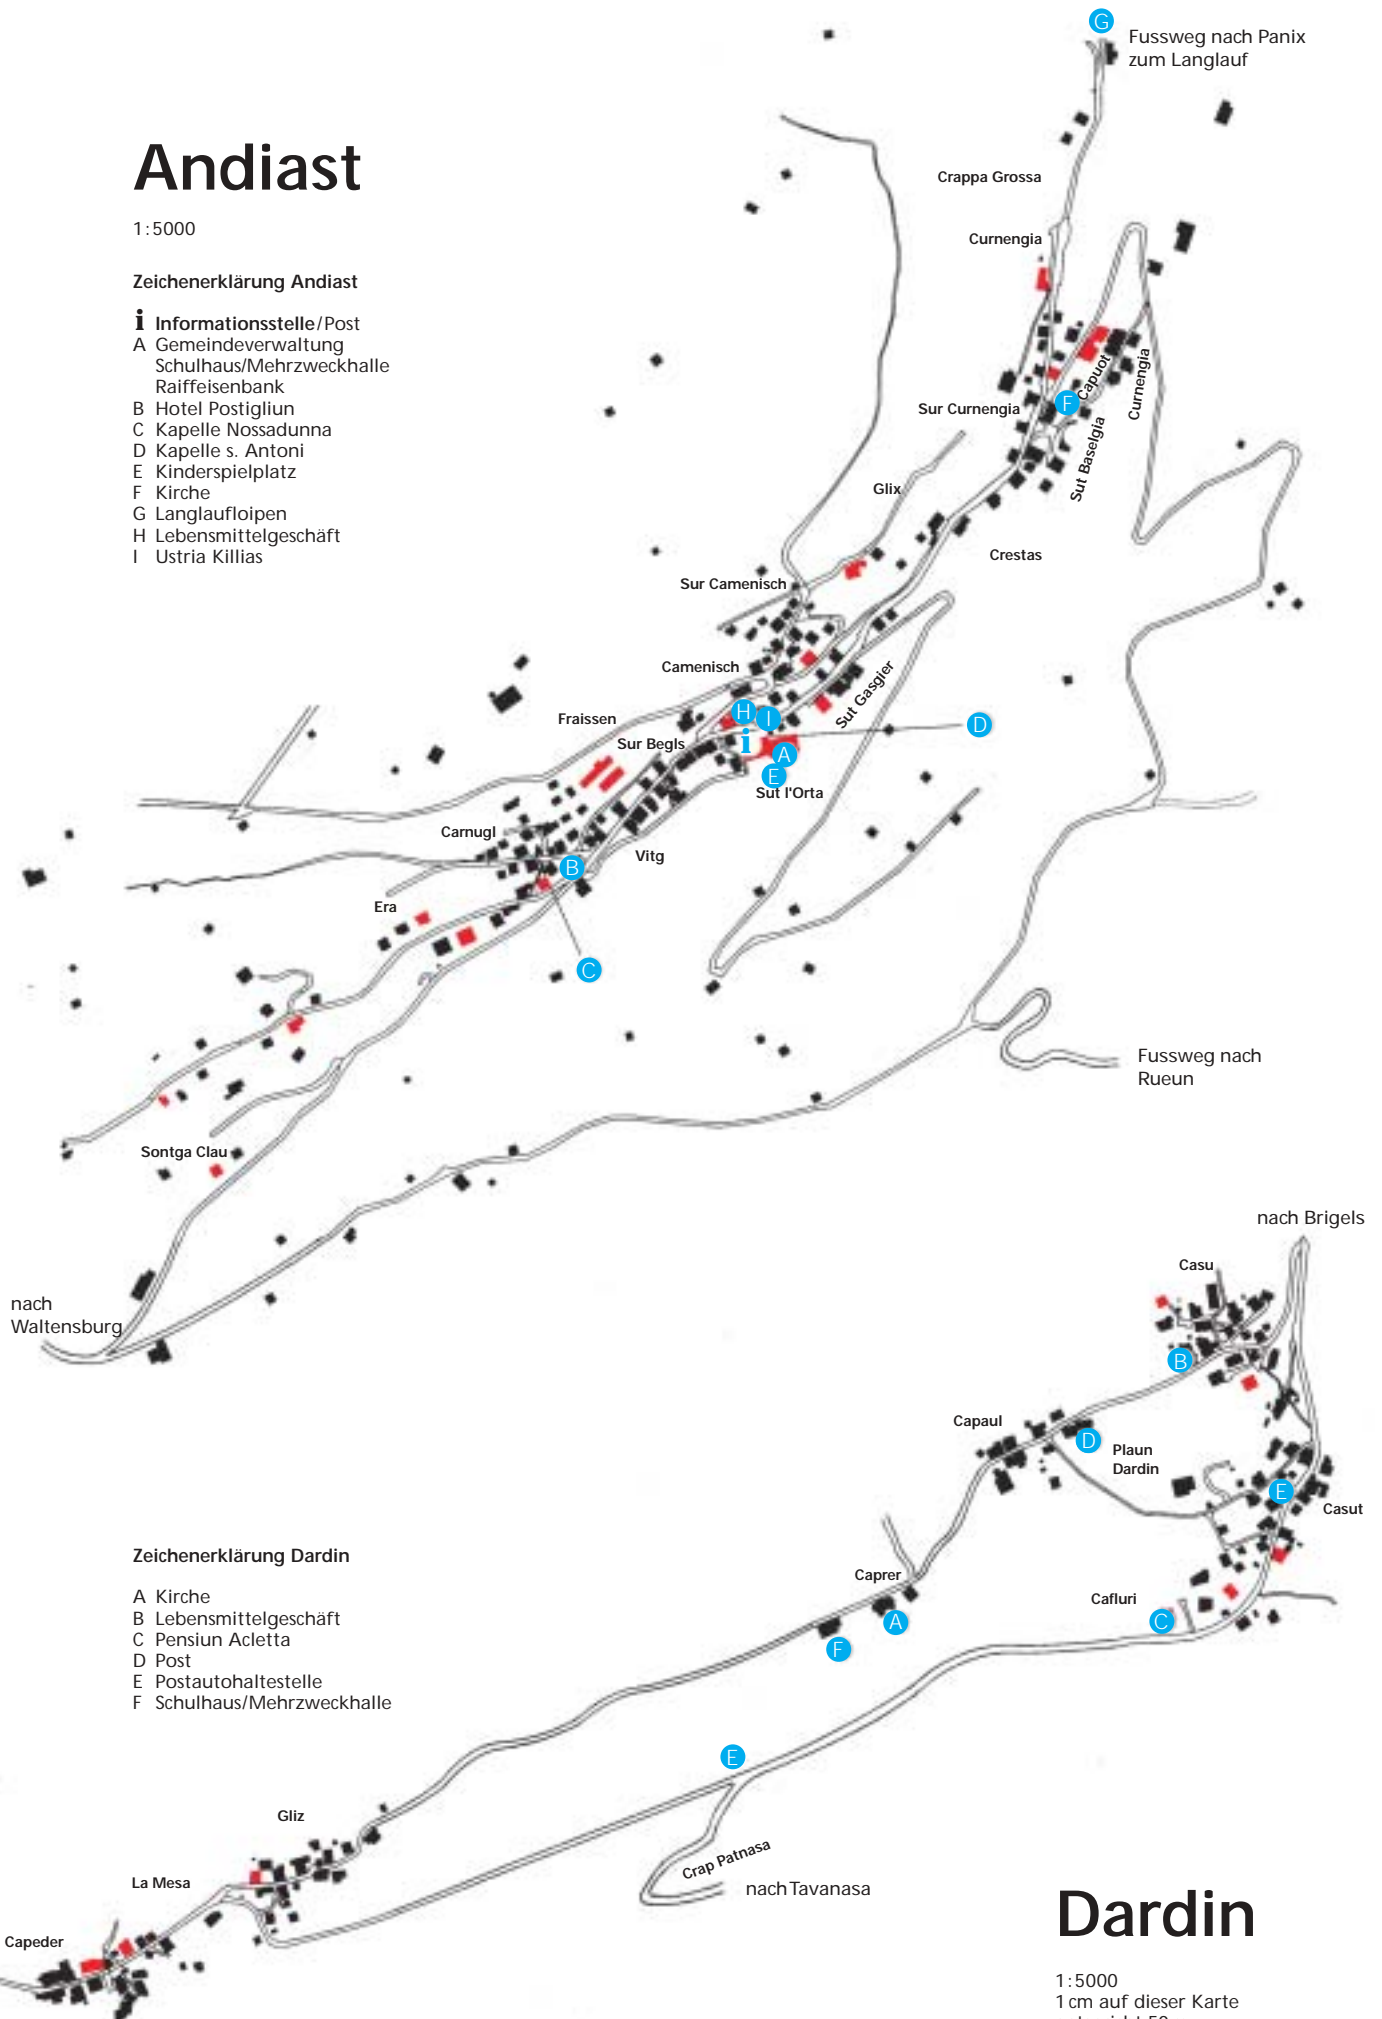 G
Fussweg nach Panix
zum Langlauf
Andiast
1:5000
Zeichenerklärung Andiast
i Informationsstelle/Post
A Gemeindeverwaltung
Schulhaus/Mehrzweckhalle
Raiffeisenbank
B Hotel Postigliun
C Kapelle Nossadunna
D Kapelle s. Antoni
E Kinderspielplatz
F Kirche
G Langlaufloipen
H Lebensmittelgeschäft
I Ustria Killias
Crappa Grossa
Curnengia
Capuot
Curnengia
F
Sur Curnengia
Sut Baselgia
Glix
Crestas
Sur Camenisch
Camenisch
Sut Gasgier
Fraissen
H
I
D
Sur Begls
i
A
E
Sut l'Orta
Carnugl
Vitg
B
Era
C
Fussweg nach
Rueun
Sontga Clau
nach
Waltensburg
nach Brigels
Casu
B
Capaul
D
Plaun
Dardin
E
Casut
Zeichenerklärung Dardin
A Kirche
B Lebensmittelgeschäft
C Pensiun Acletta
D Post
E Postautohaltestelle
F Schulhaus/Mehrzweckhalle
Caprer
A
Cafluri
C
F
E
Gliz
Crap Patnasa
La Mesa
nach Tavanasa
Capeder
Dardin
1:5000
1 cm auf dieser Karte